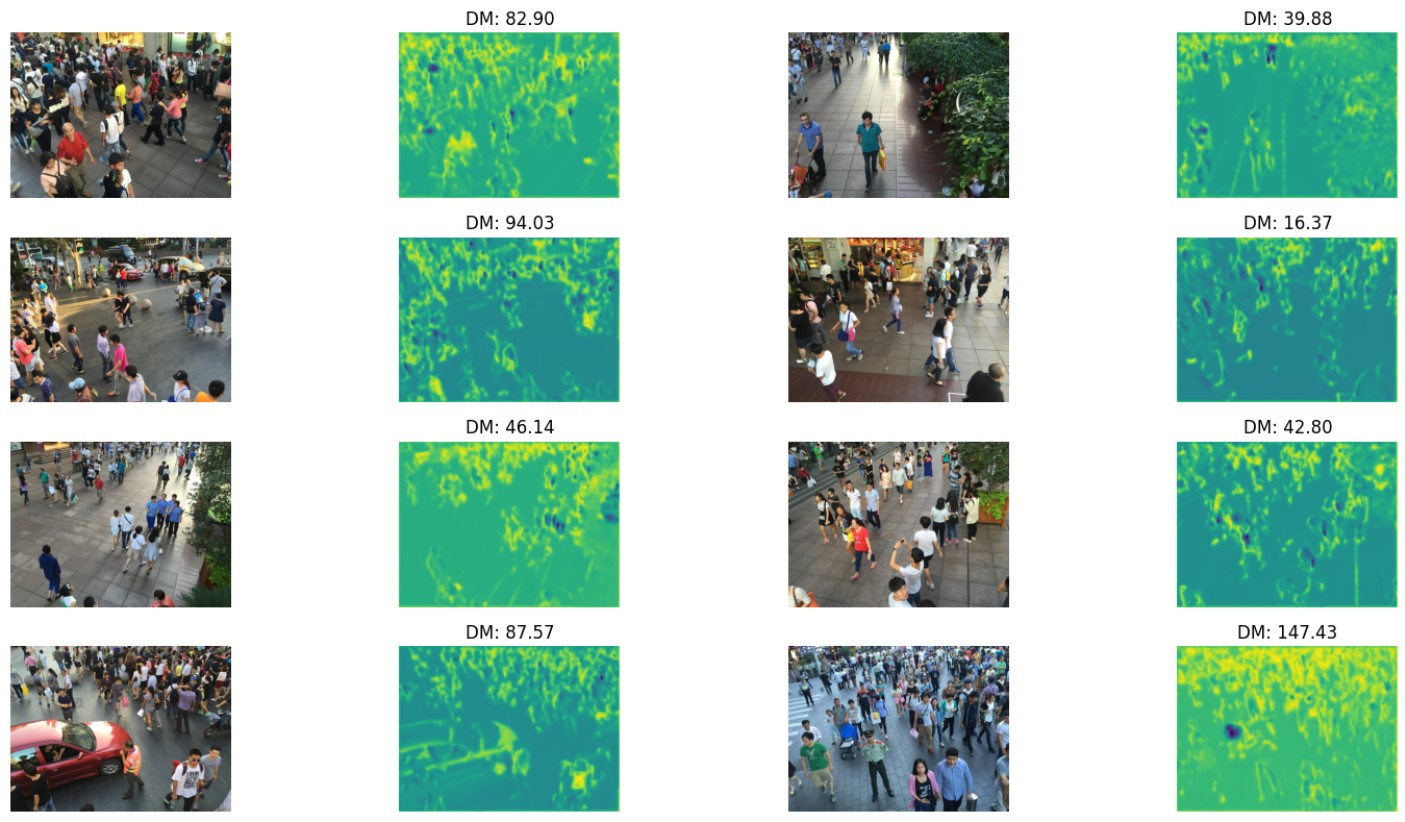 DM: 82.90
DM: 39.88
DM: 94.03
DM: 16.37
DM: 46.14
DM: 42.80
DM: 87.57
DM: 147.43